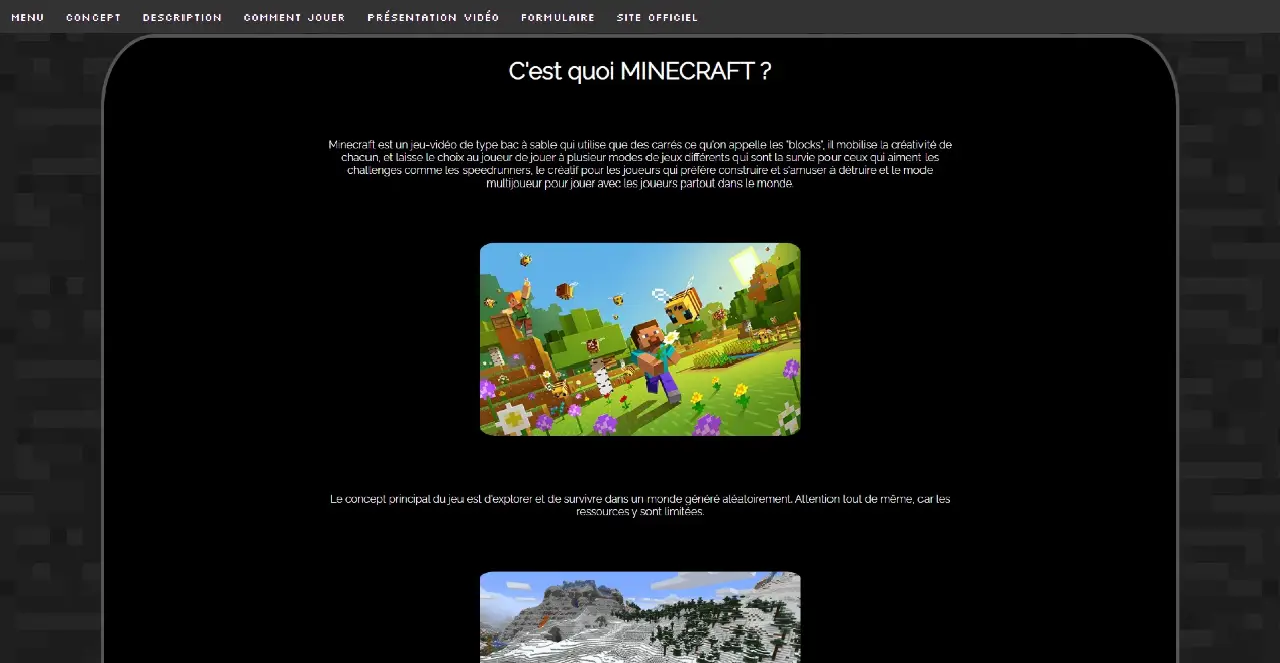 MENU CONCEPT DESCRIPTION COMMENT JOUER PRÉSENTATION VIDÉO FORMULAIRE SITE OFFICIEL
C'est quoi MINECRAFT ?
Minecraft est un jeu-vidéo de type bac à sable qui utilise que des carrés ce qu'on appelle les "blocks", il mobilise la créativité de
chacun, et laisse le choix au joueur de jouer à plusieur modes de jeux différents qui sont la survie pour ceux qui aiment les
challenges comme les speedrunners, le créatif pour les joueurs qui préfère construire et s'amuser à détruire et le mode
multijoueur pour jouer avec les joueurs partout dans le monde.
Le concept principal du jeu est d'explorer et de survivre dans un monde généré aléatoirement. Attention tout de même, car les
ressources y sont limitées.